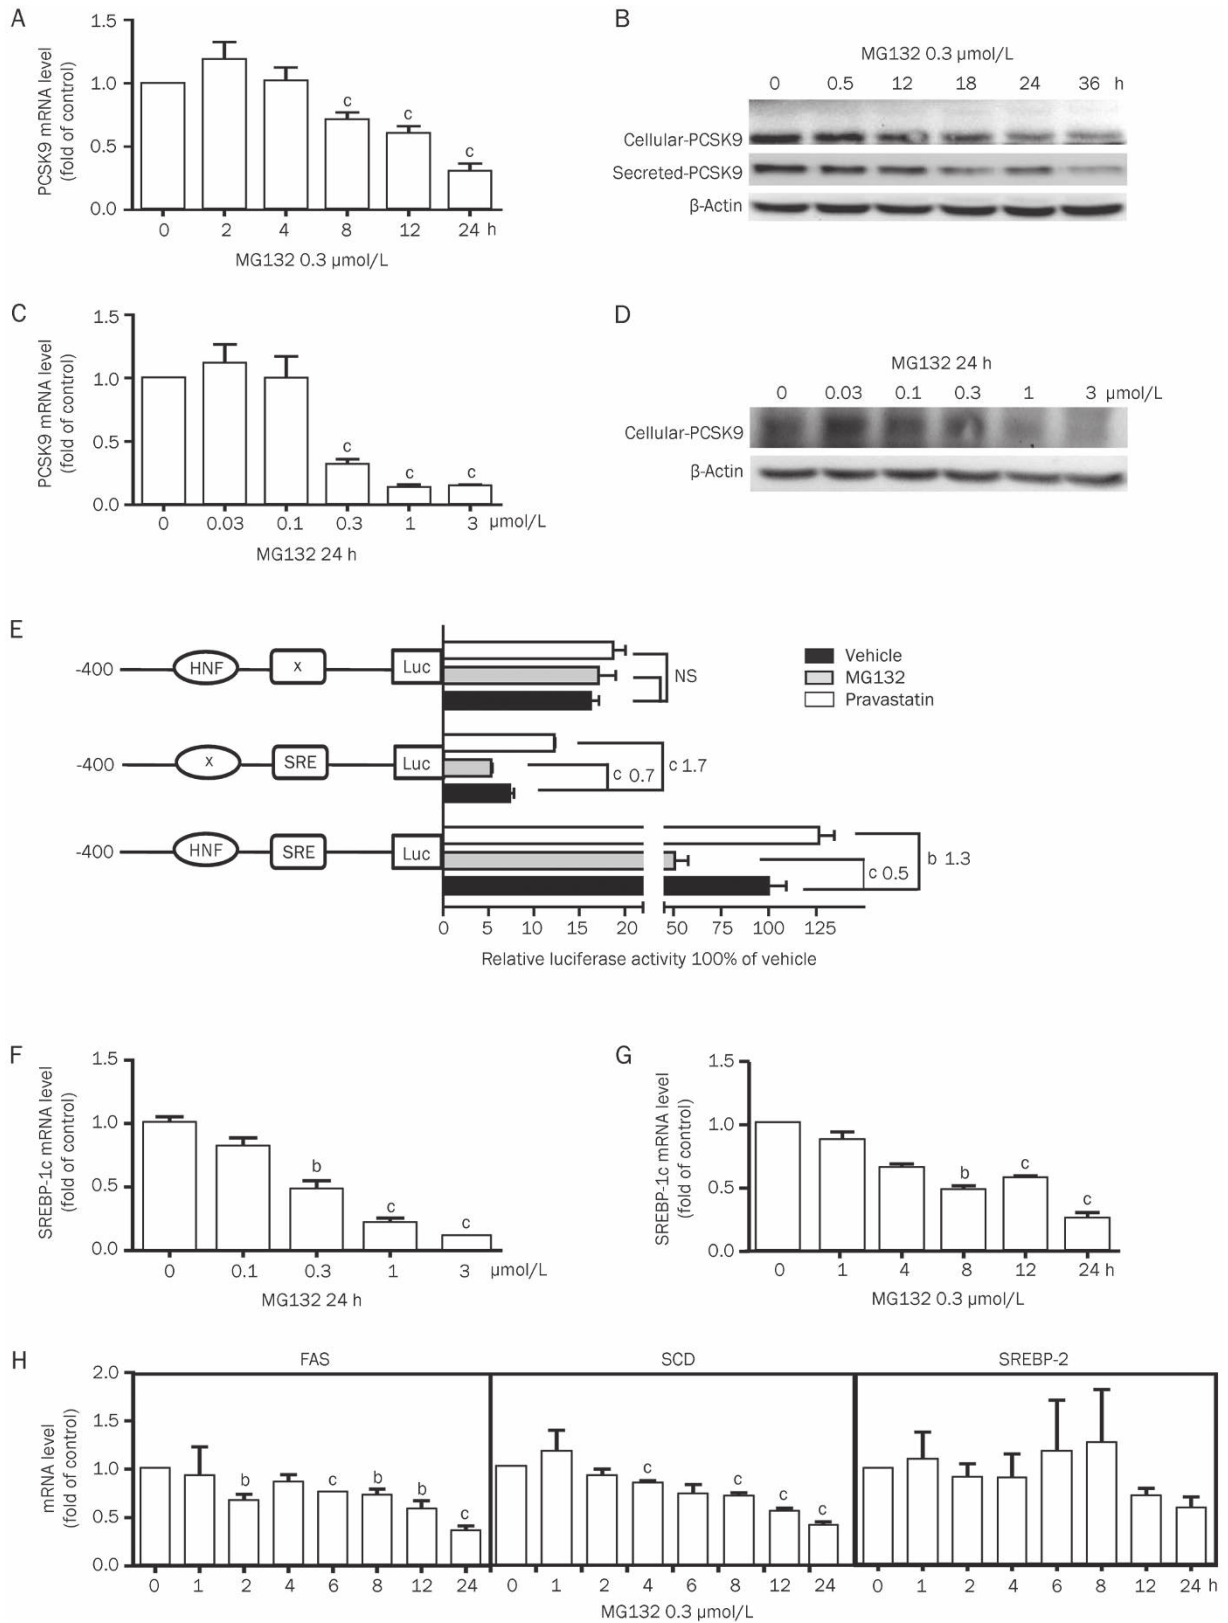 A
1.5
1.0
0.5
0.0
PCSK9 mRNA level
(fold of control)
c
c
c
0 2 4 8 12 24 h
MG132 0.3 µmol/L
B
MG132 0.3 µmol/L
0 0.5 12 18 24 36 h
Cellular-PCSK9
Secreted-PCSK9
β-Actin
C
1.5
1.0
0.5
0.0
PCSK9 mRNA level
(fold of control)
c
c c
0 0.03 0.1 0.3 1 3 µmol/L
MG132 24 h
D
MG132 24 h
0 0.03 0.1 0.3 1 3 µmol/L
Cellular-PCSK9
β-Actin
E
-400 HNF x Luc
NS
Vehicle
MG132
Pravastatin
-400 x SRE Luc
c 0.7
c 1.7
-400 HNF SRE Luc
c 0.5
b 1.3
0 5 10 15 20 50 75 100 125
Relative luciferase activity 100% of vehicle
F
1.5
1.0
0.5
0.0
SREBP-1c mRNA level
(fold of control)
b
c
c
0 0.1 0.3 1 3 µmol/L
MG132 24 h
G
1.5
1.0
0.5
0.0
SREBP-1c mRNA level
(fold of control)
b
c
c
0 1 4 8 12 24 h
MG132 0.3 µmol/L
H
FAS SCD SREBP-2
2.0
1.5
1.0
0.5
0.0
mRNA level
(fold of control)
b c b b c
c c c c
0 1 2 4 6 8 12 24 0 1 2 4 6 8 12 24 0 1 2 4 6 8 12 24 h
MG132 0.3 µmol/L